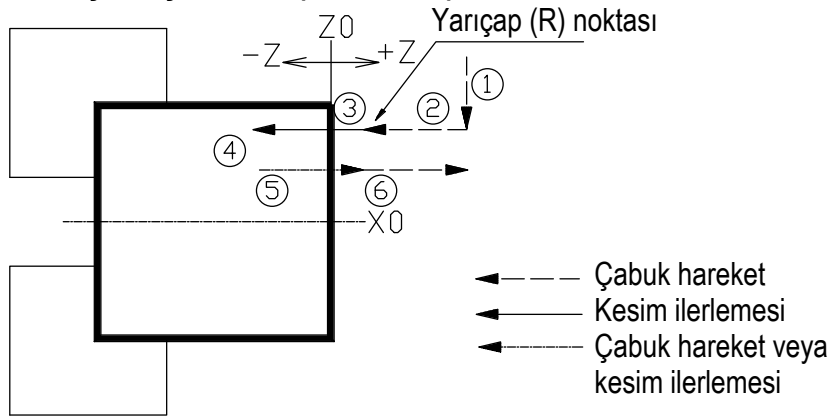 Z0
Yarıçap (R) noktası
-Z
+Z
①
③
②
④
⑤
⑥
X0
Çabuk hareket
Kesim ilerlemesi
Çabuk hareket veya
kesim ilerlemesi